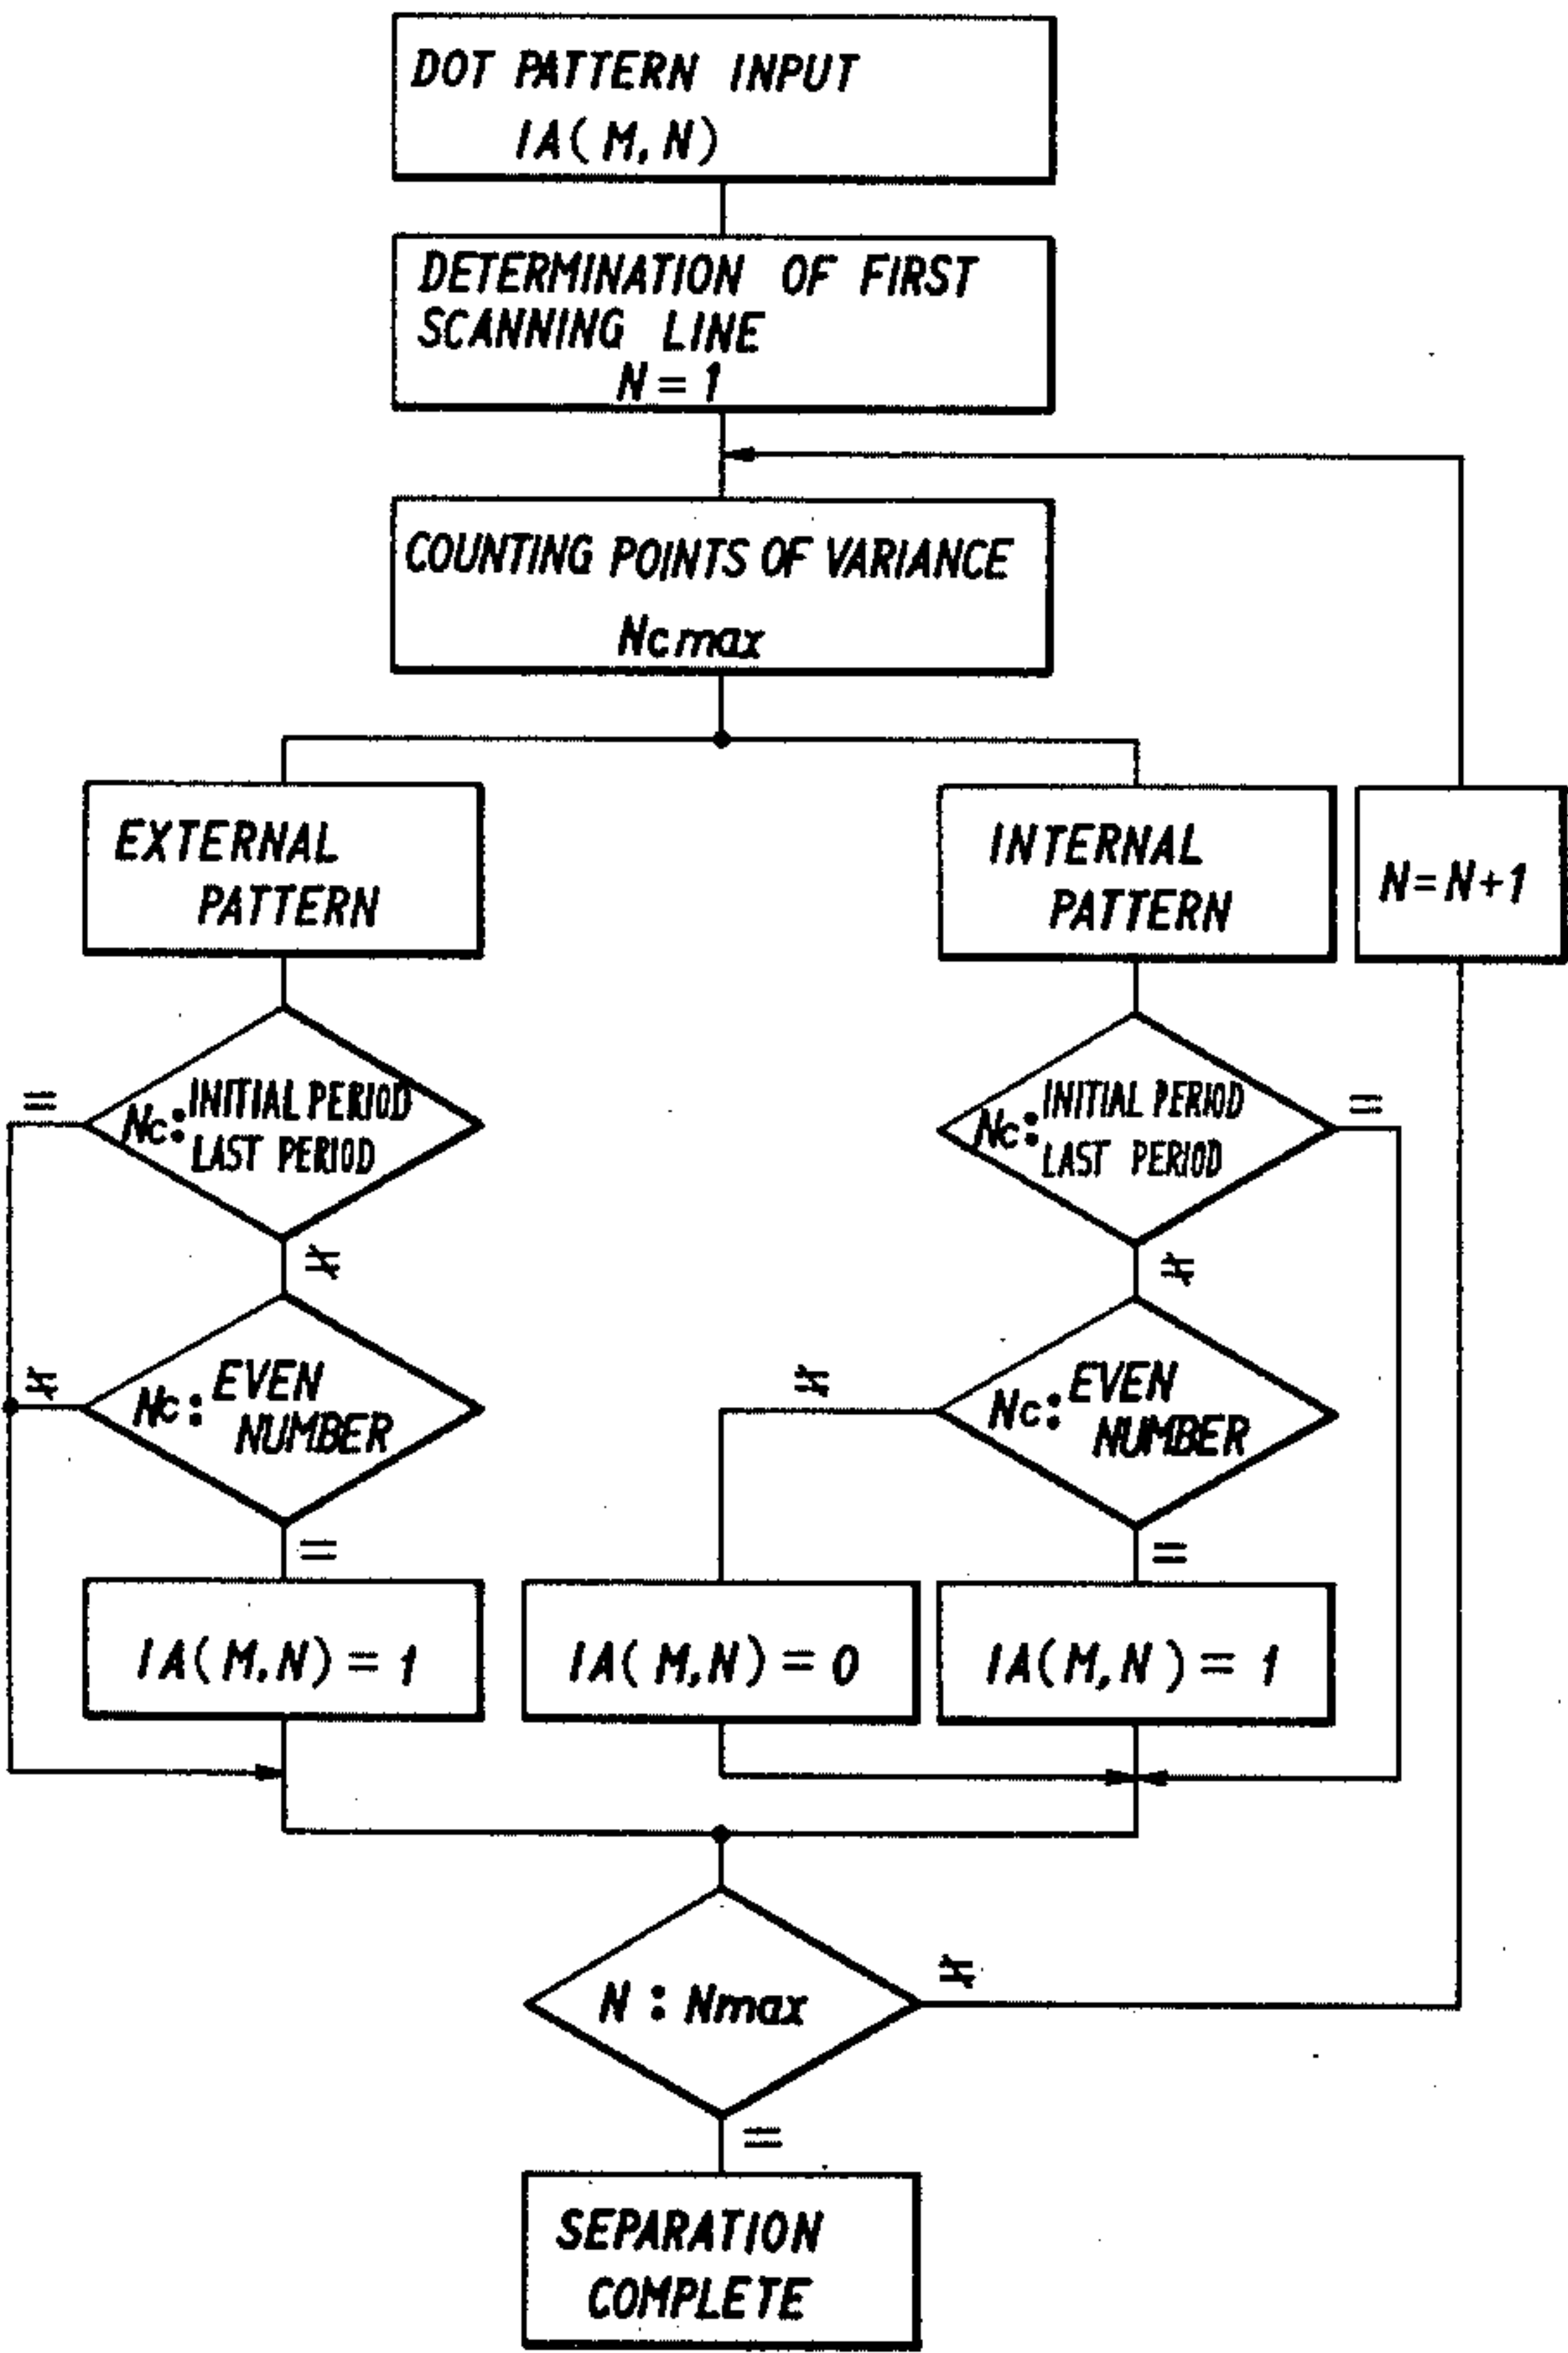 DOT PATTERN INPUT
IA(M,N)
DETERMINATION OF FIRST
SCANNING LINE
N=1
COUNTING POINTS OF VARIANCE
Ncmax
EXTERNAL
PATTERN
INTERNAL
PATTERN
N=N+1
=
Nc: INITIAL PERIOD
LAST PERIOD
Nc: INITIAL PERIOD
LAST PERIOD
=
≠
≠
≠
Nc: EVEN
NUMBER
≠
Nc: EVEN
NUMBER
=
=
IA(M,N)=1
IA(M,N)=0
IA(M,N)=1
N : Nmax
≠
=
SEPARATION
COMPLETE